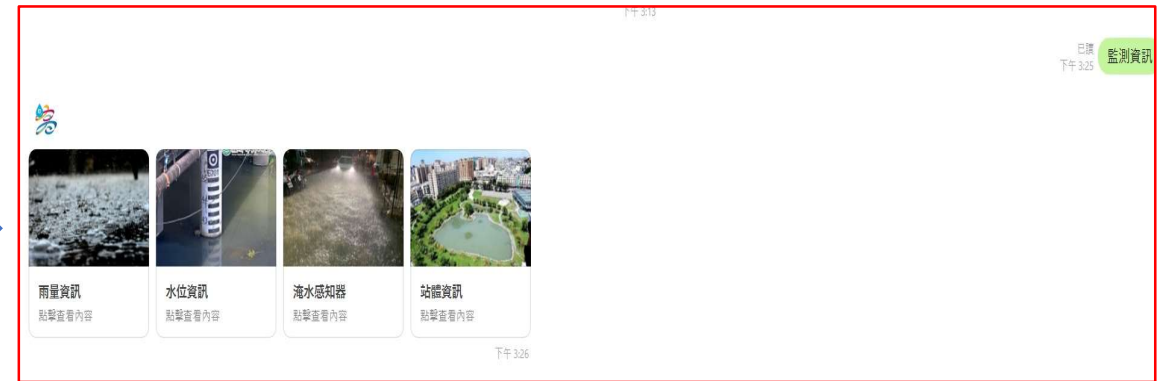 下午 3:13
已讀
下午 3:25
監測資訊
雨量資訊
點擊查看內容
水位資訊
點擊查看內容
淹水感知器
點擊查看內容
站體資訊
點擊查看內容
下午 3:26